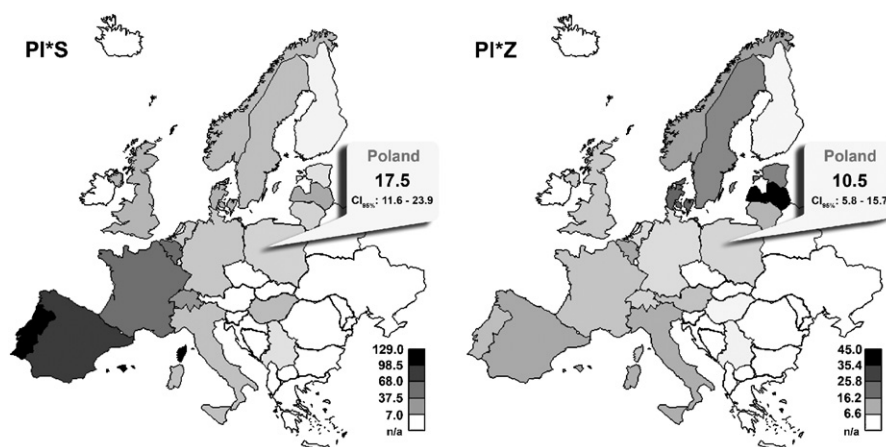 PI*S
Poland
17.5
CI95%: 11.6 - 23.9
129.0
98.5
68.0
37.5
7.0
n/a
PI*Z
Poland
10.5
CI95%: 5.8 - 15.7
45.0
35.4
25.8
16.2
6.6
n/a